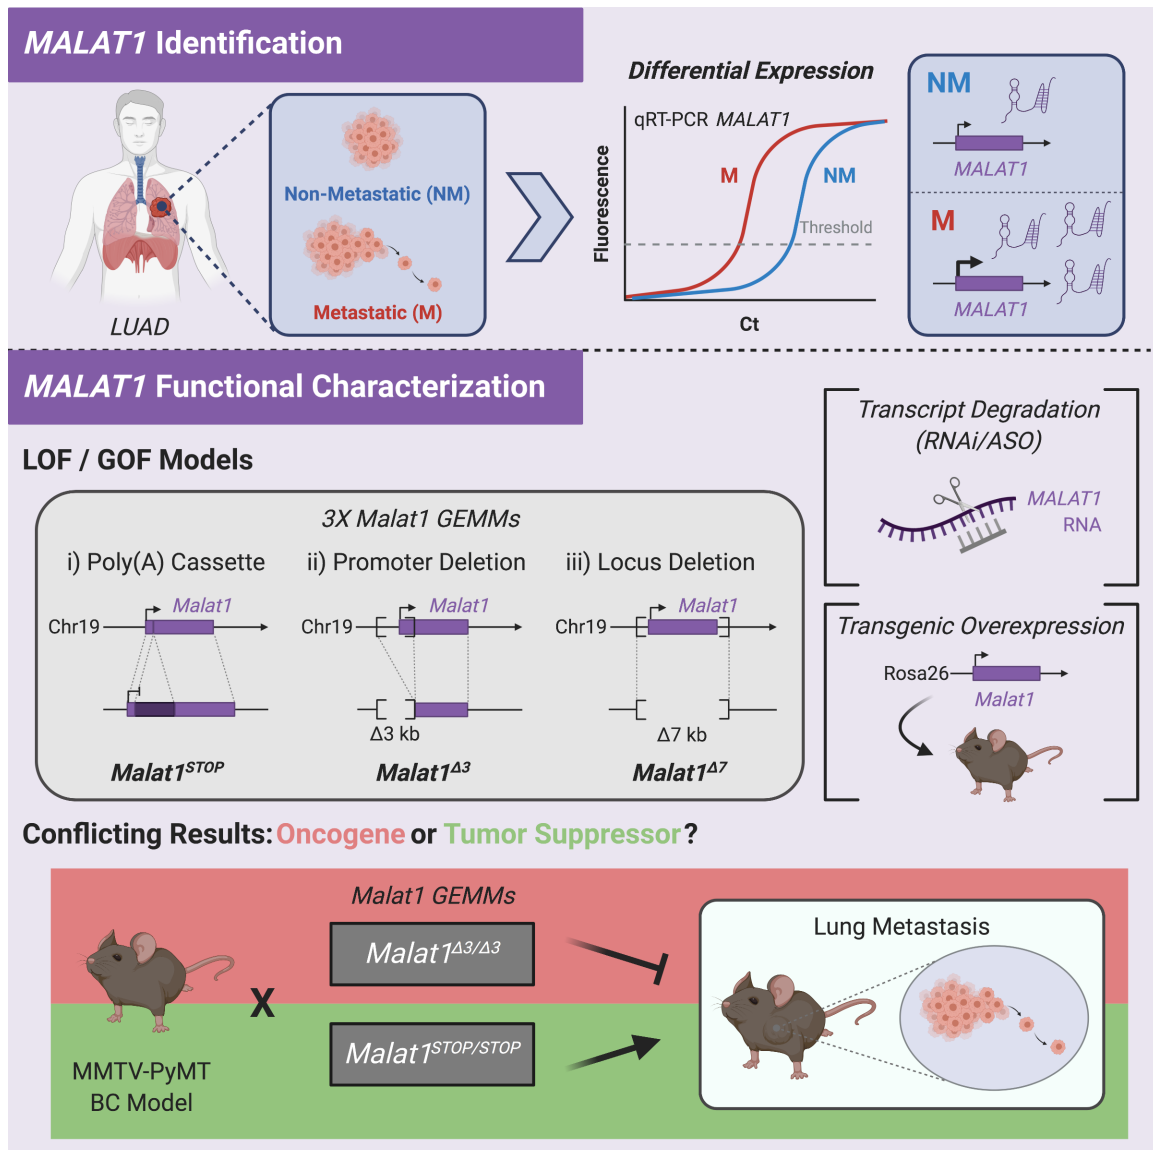 MALAT1 Identification
LUAD
Non-Metastatic (NM)
Metastatic (M)
Differential Expression
qRT-PCR MALAT1
M
NM
Threshold
Fluorescence
Ct
NM
MALAT1
M
MALAT1
MALAT1 Functional Characterization
LOF / GOF Models
3X Malat1 GEMMs
i) Poly(A) Cassette
Malat1
Chr19
Malat1STOP
ii) Promoter Deletion
Malat1
Chr19
Δ3 kb
Malat1Δ3
iii) Locus Deletion
Malat1
Chr19
Δ7 kb
Malat1Δ7
Transcript Degradation
(RNAi/ASO)
MALAT1
RNA
Transgenic Overexpression
Rosa26
Malat1
Conflicting Results: Oncogene or Tumor Suppressor?
MMTV-PyMT
BC Model
X
Malat1 GEMMs
Malat1Δ3/Δ3
Malat1STOP/STOP
Lung Metastasis